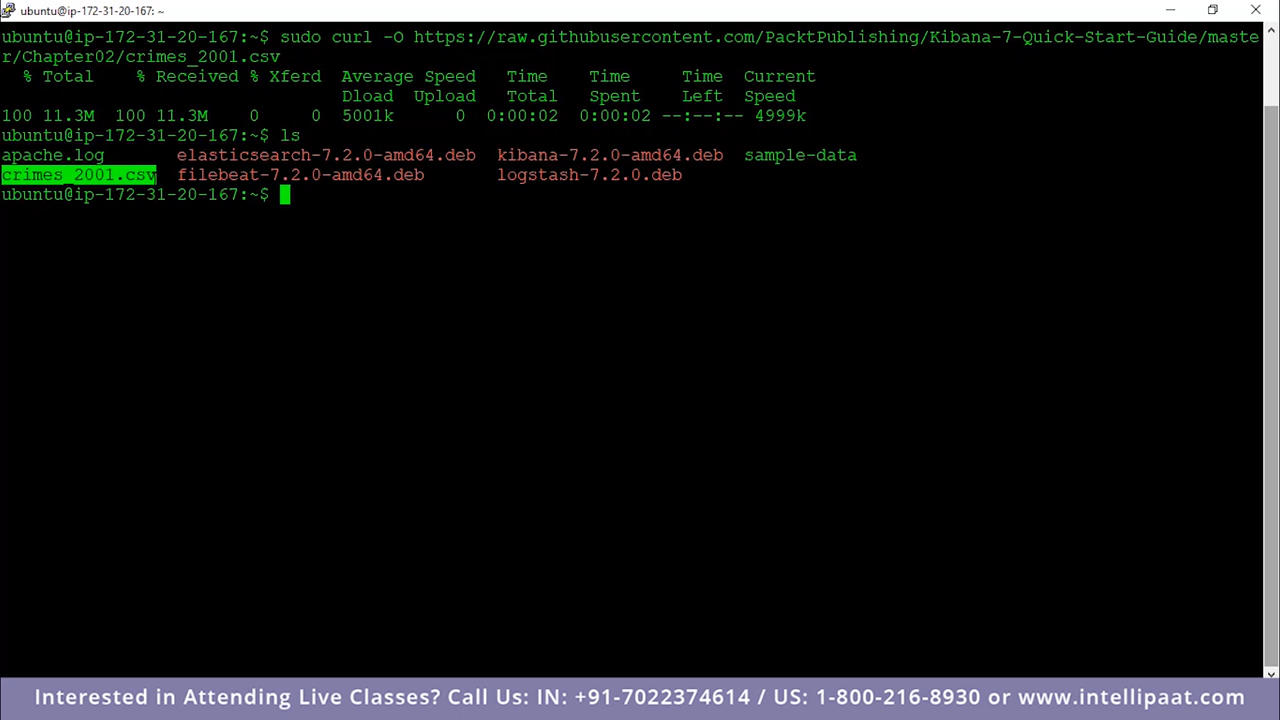 ubuntu@ip-172-31-20-167: ~
ubuntu@ip-172-31-20-167:~$ sudo curl -O https://raw.githubusercontent.com/PacktPublishing/Kibana-7-Quick-Start-Guide/maste
r/Chapter02/crimes_2001.csv
% Total % Received % Xferd Average Speed Time Time Time Current
Dload Upload Total Spent Left Speed
100 11.3M 100 11.3M 0 0 5001k 0 0:00:02 0:00:02 --:--:-- 4999k
ubuntu@ip-172-31-20-167:~$ ls
apache.log elasticsearch-7.2.0-amd64.deb kibana-7.2.0-amd64.deb sample-data
crimes_2001.csv filebeat-7.2.0-amd64.deb logstash-7.2.0.deb
ubuntu@ip-172-31-20-167:~$
Interested in Attending Live Classes? Call Us: IN: +91-7022374614 / US: 1-800-216-8930 or www.intellipaat.com